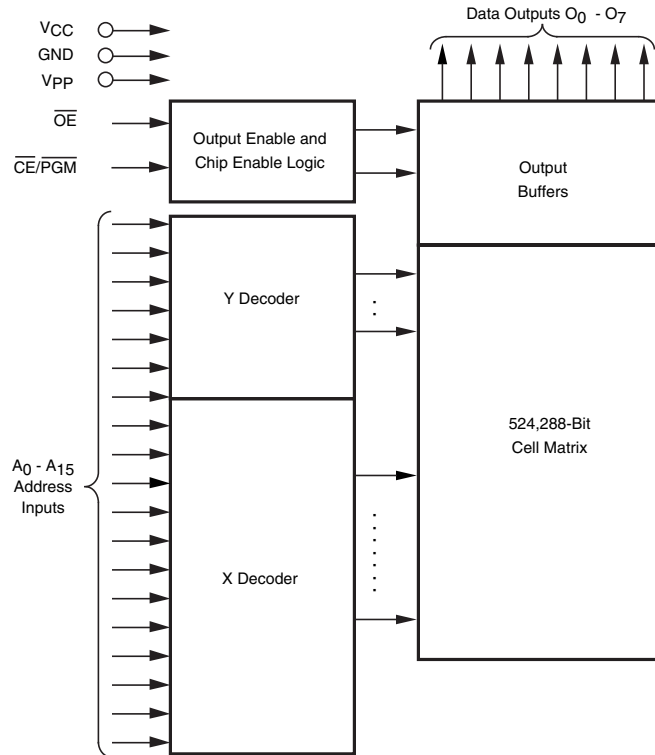 VCC
GND
VPP
OE
CE/PGM
Data Outputs O0 - O7
Output Enable and
Chip Enable Logic
Output
Buffers
Y Decoder
524,288-Bit
Cell Matrix
A0 - A15
Address
Inputs
X Decoder